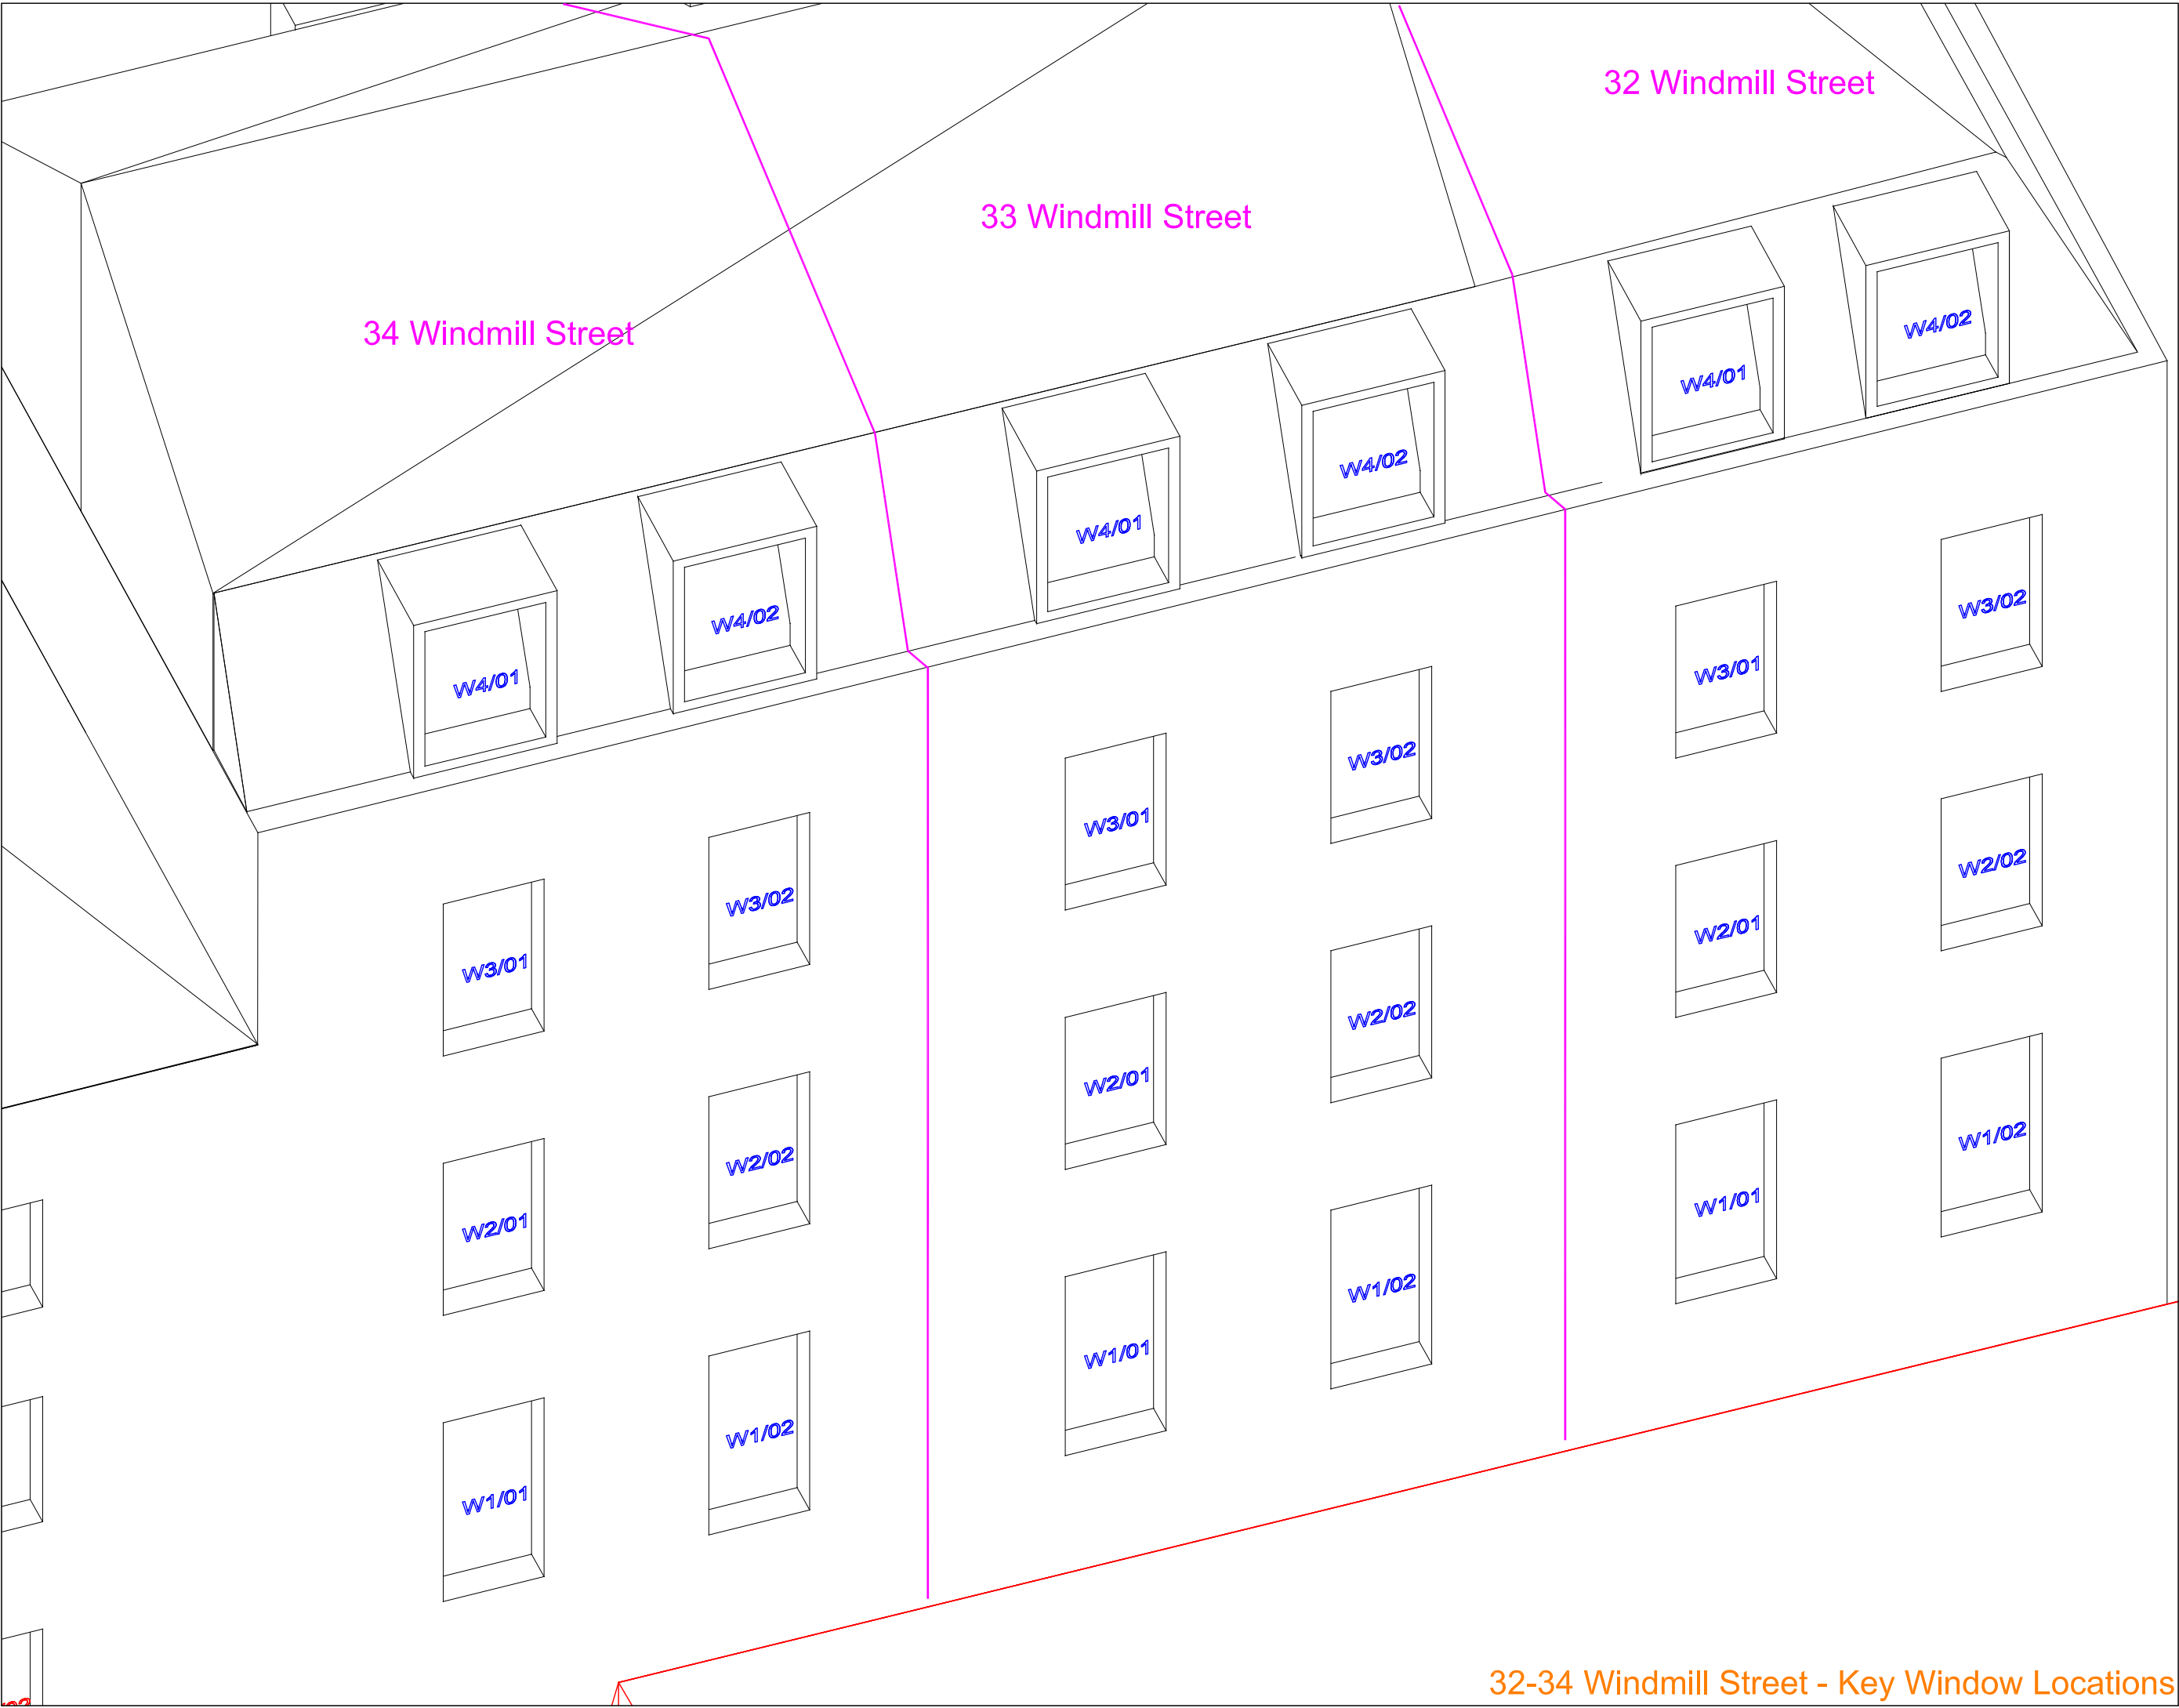 32 Windmill Street
33 Windmill Street
34 Windmill Street
W4/01
W4/02
W4/01
W4/02
W4/01
W4/02
W3/01
W3/02
W3/01
W3/02
W3/01
W3/02
W2/01
W2/02
W2/01
W2/02
W2/01
W2/02
W1/01
W1/02
W1/01
W1/02
W1/01
W1/02
32-34 Windmill Street - Key Window Locations